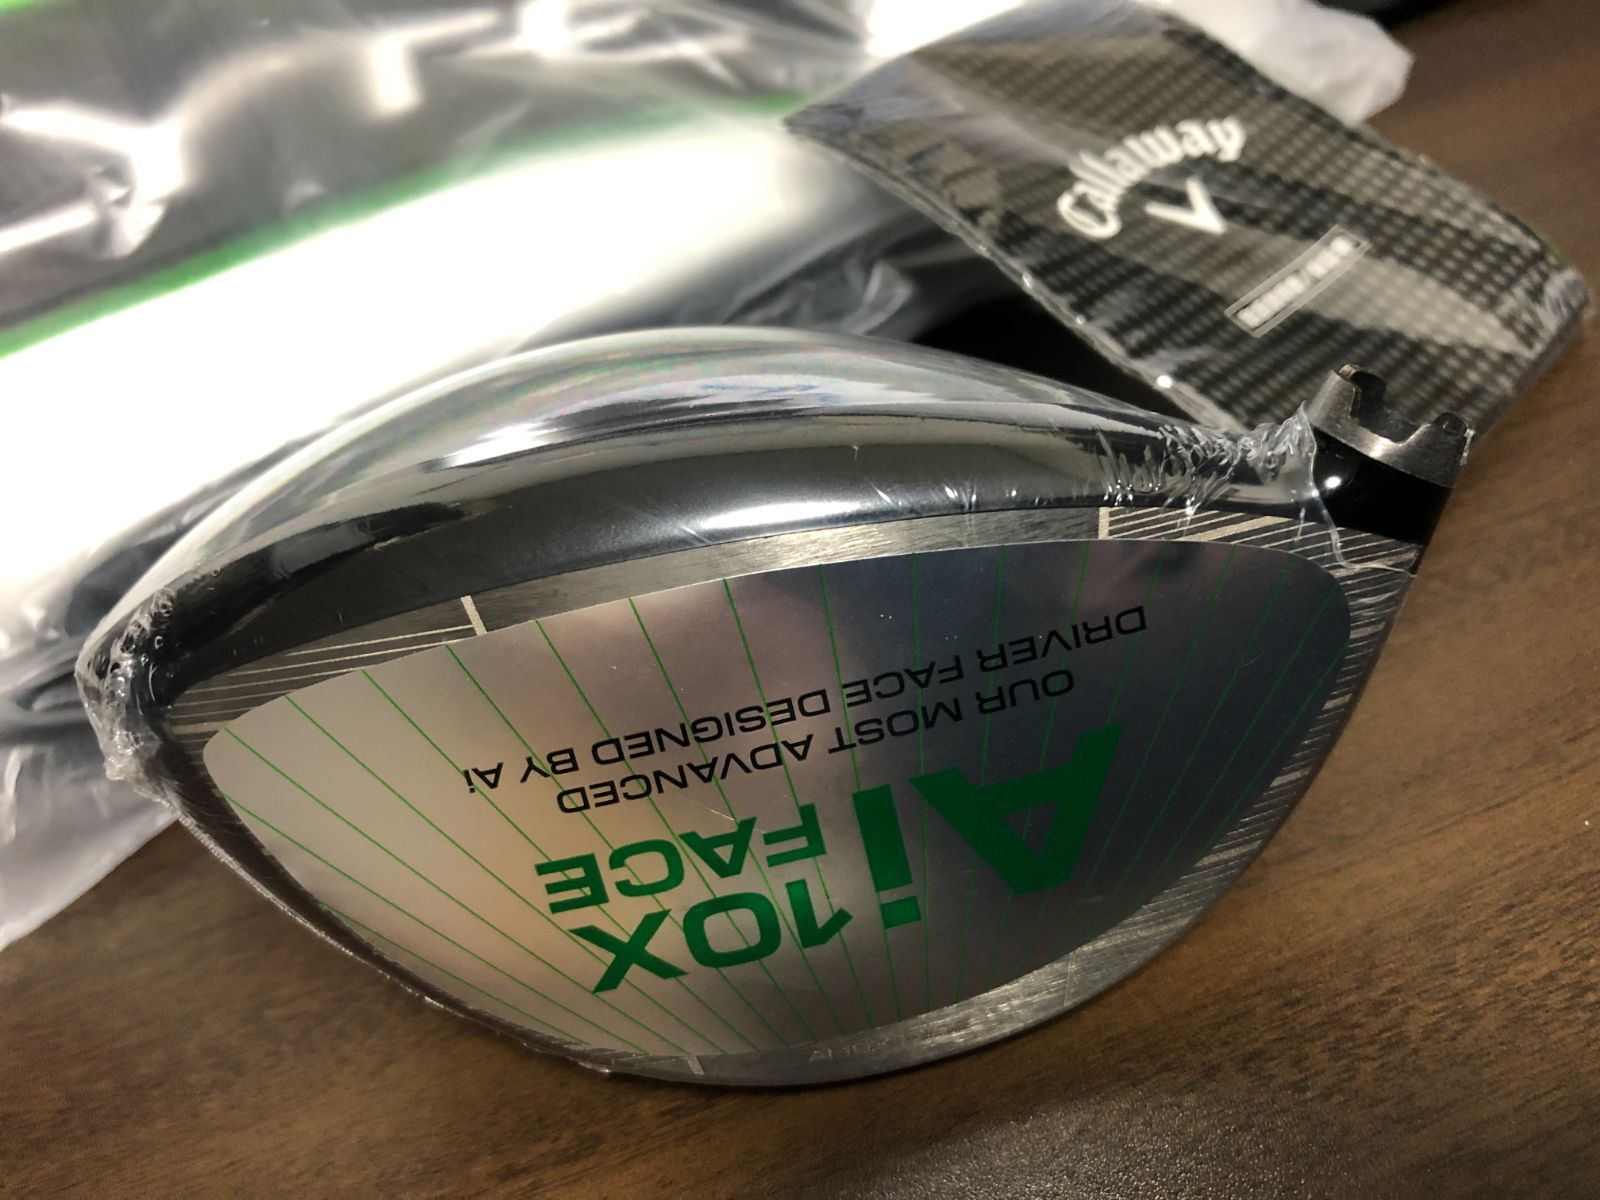 Callaway
Ai 10X
FACE
OUR MOST ADVANCED
DRIVER FACE DESIGNED BY Ai